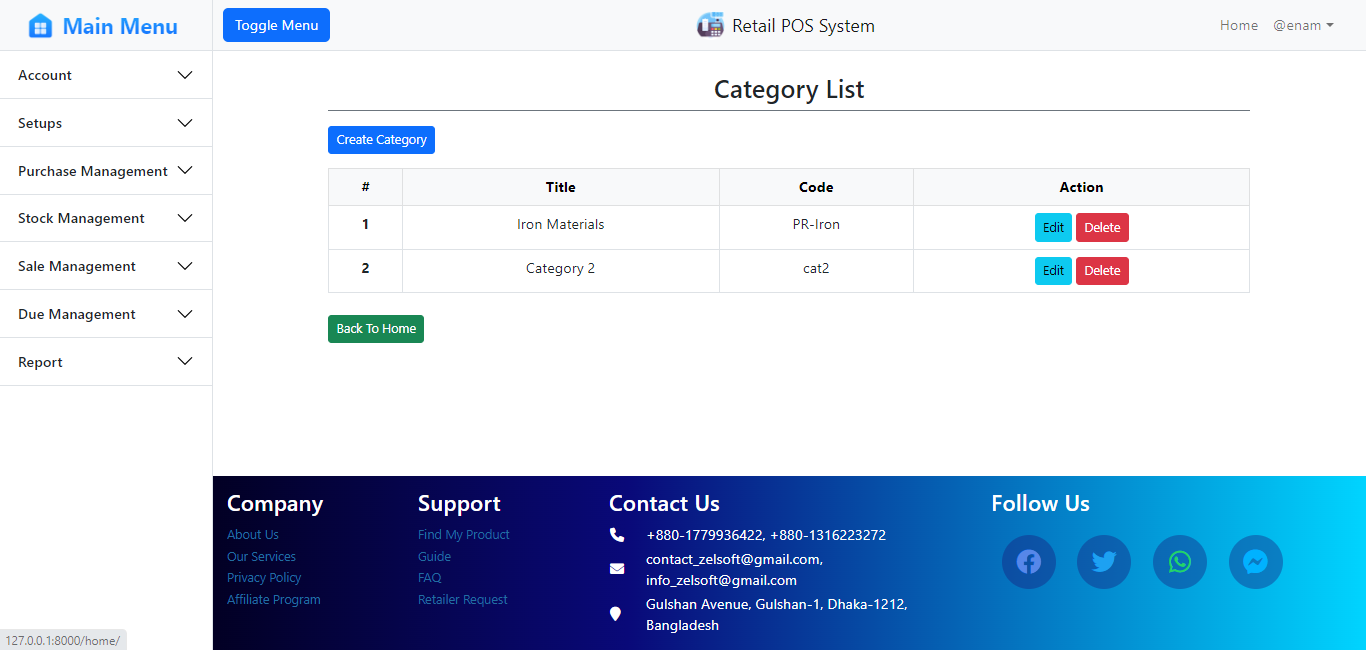 Main Menu
Toggle Menu
Retail POS System
Home @enam
Account
Setups
Purchase Management
Stock Management
Sale Management
Due Management
Report
Category List
Create Category
# Title Code Action
1 Iron Materials PR-Iron Edit Delete
2 Category 2 cat2 Edit Delete
Back To Home
Company
About Us
Our Services
Privacy Policy
Affiliate Program
Support
Find My Product
Guide
FAQ
Retailer Request
Contact Us
+880-1779936422, +880-1316223272
contact_zelsoft@gmail.com,
info_zelsoft@gmail.com
Gulshan Avenue, Gulshan-1, Dhaka-1212,
Bangladesh
Follow Us
127.0.0.1:8000/home/